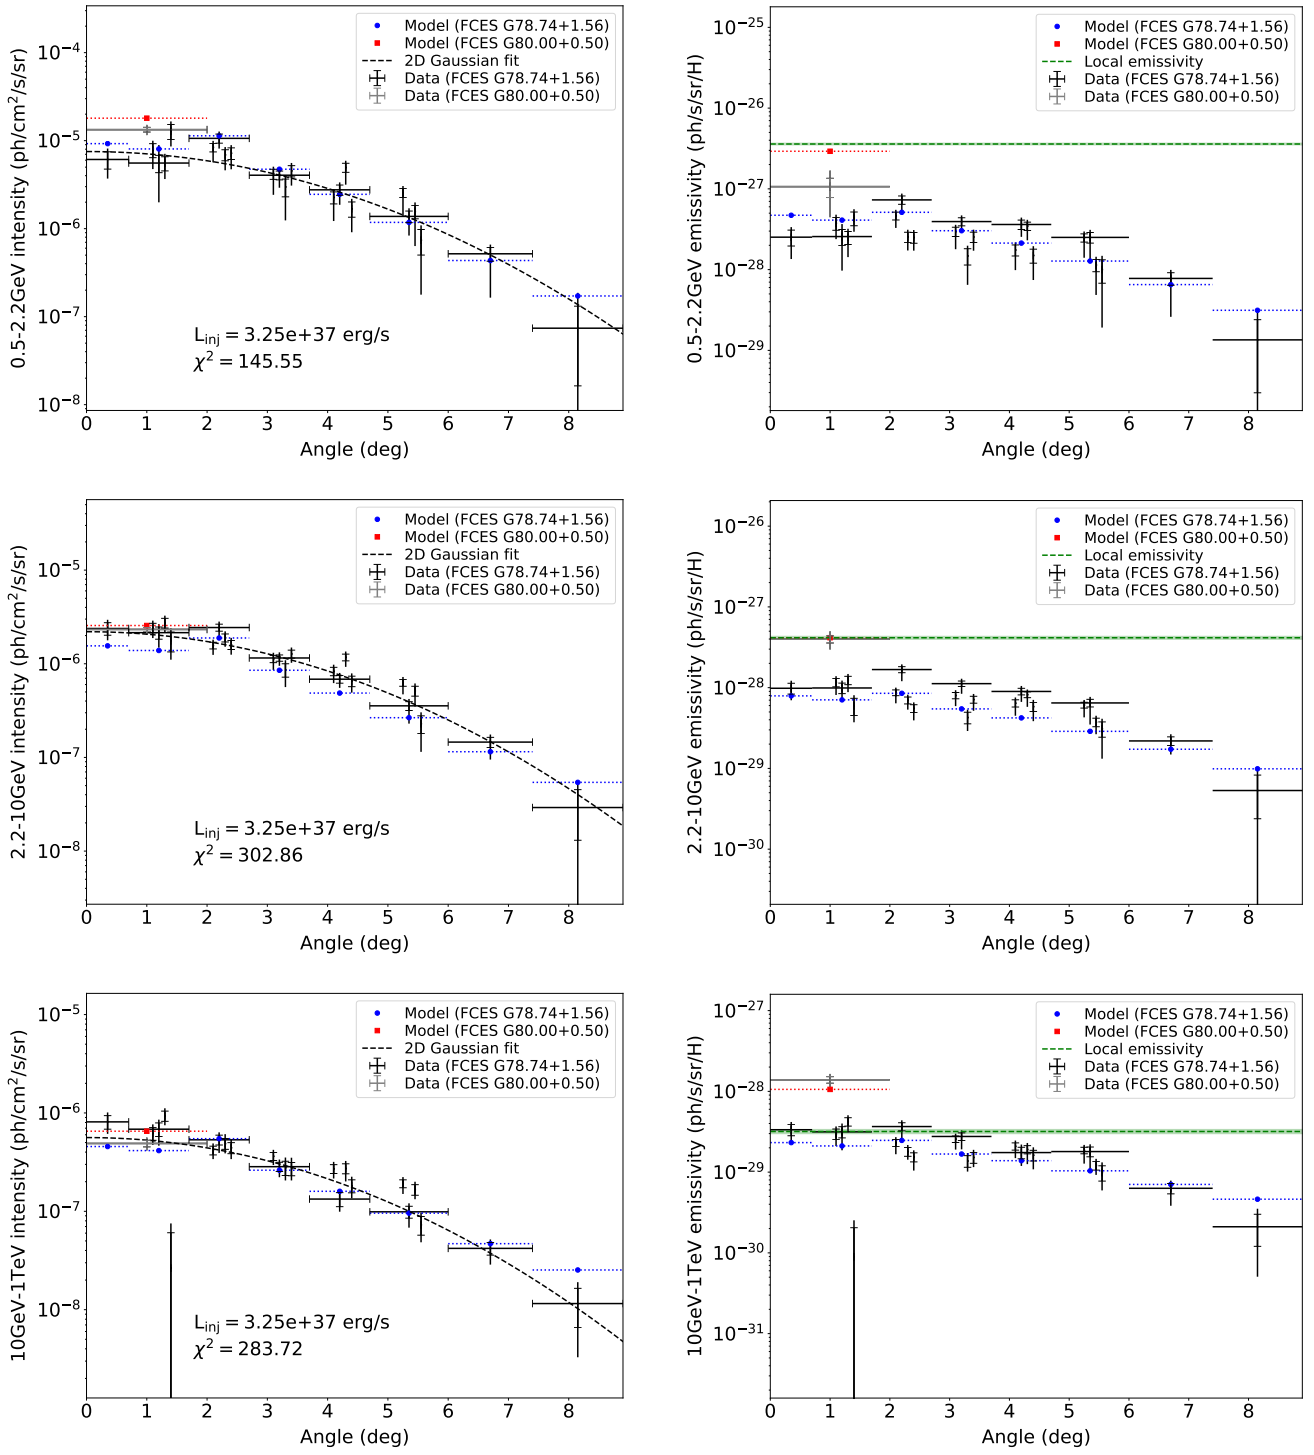 Model (FCES G78.74+1.56)
Model (FCES G80.00+0.50)
2D Gaussian fit
Data (FCES G78.74+1.56)
Data (FCES G80.00+0.50)
10⁻⁴
10⁻⁵
10⁻⁶
10⁻⁷
10⁻⁸
0.5-2.2GeV intensity (ph/cm²/s/sr)
L_inj = 3.25e+37 erg/s
χ² = 145.55
0 1 2 3 4 5 6 7 8
Angle (deg)
Model (FCES G78.74+1.56)
Model (FCES G80.00+0.50)
Local emissivity
Data (FCES G78.74+1.56)
Data (FCES G80.00+0.50)
10⁻²⁵
10⁻²⁶
10⁻²⁷
10⁻²⁸
10⁻²⁹
0.5-2.2GeV emissivity (ph/s/sr/H)
0 1 2 3 4 5 6 7 8
Angle (deg)
Model (FCES G78.74+1.56)
Model (FCES G80.00+0.50)
2D Gaussian fit
Data (FCES G78.74+1.56)
Data (FCES G80.00+0.50)
10⁻⁵
10⁻⁶
10⁻⁷
10⁻⁸
2.2-10GeV intensity (ph/cm²/s/sr)
L_inj = 3.25e+37 erg/s
χ² = 302.86
0 1 2 3 4 5 6 7 8
Angle (deg)
Model (FCES G78.74+1.56)
Model (FCES G80.00+0.50)
Local emissivity
Data (FCES G78.74+1.56)
Data (FCES G80.00+0.50)
10⁻²⁶
10⁻²⁷
10⁻²⁸
10⁻²⁹
10⁻³⁰
2.2-10GeV emissivity (ph/s/sr/H)
0 1 2 3 4 5 6 7 8
Angle (deg)
Model (FCES G78.74+1.56)
Model (FCES G80.00+0.50)
2D Gaussian fit
Data (FCES G78.74+1.56)
Data (FCES G80.00+0.50)
10⁻⁵
10⁻⁶
10⁻⁷
10⁻⁸
10GeV-1TeV intensity (ph/cm²/s/sr)
L_inj = 3.25e+37 erg/s
χ² = 283.72
0 1 2 3 4 5 6 7 8
Angle (deg)
Model (FCES G78.74+1.56)
Model (FCES G80.00+0.50)
Local emissivity
Data (FCES G78.74+1.56)
Data (FCES G80.00+0.50)
10⁻²⁷
10⁻²⁸
10⁻²⁹
10⁻³⁰
10⁻³¹
10GeV-1TeV emissivity (ph/s/sr/H)
0 1 2 3 4 5 6 7 8
Angle (deg)